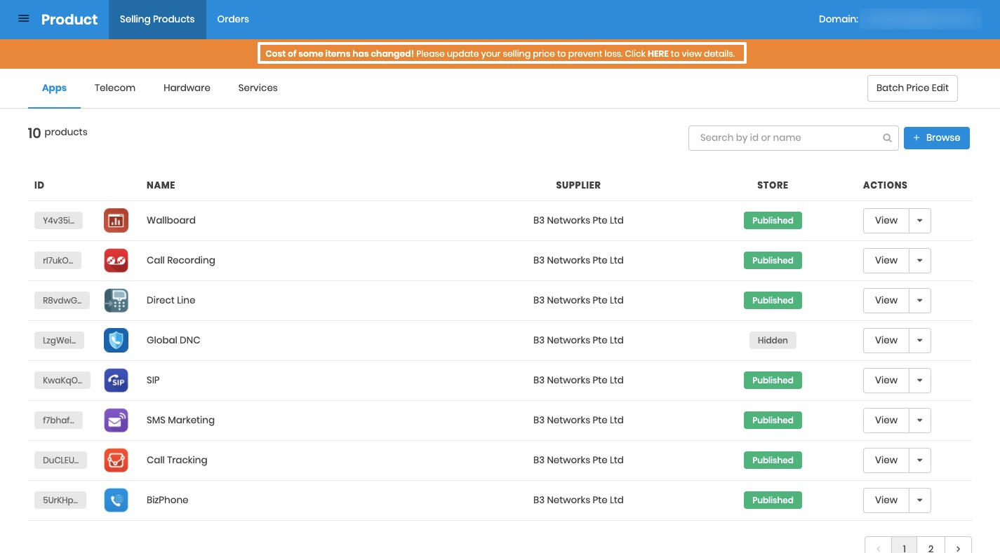 Product
Selling Products
Orders
Domain:
Cost of some items has changed! Please update your selling price to prevent loss. Click HERE to view details.
Apps
Telecom
Hardware
Services
Batch Price Edit
10 products
Search by id or name
+ Browse
ID NAME SUPPLIER STORE ACTIONS
Y4v35i... Wallboard B3 Networks Pte Ltd Published View
rl7ukO... Call Recording B3 Networks Pte Ltd Published View
R8vdwG... Direct Line B3 Networks Pte Ltd Published View
LzgWei... Global DNC B3 Networks Pte Ltd Hidden View
KwaKqO... SIP SIP B3 Networks Pte Ltd Published View
f7bhaf... SMS Marketing B3 Networks Pte Ltd Published View
DuCLEU... Call Tracking B3 Networks Pte Ltd Published View
5UrKHp... BizPhone B3 Networks Pte Ltd Published View
‹ 1 2 ›